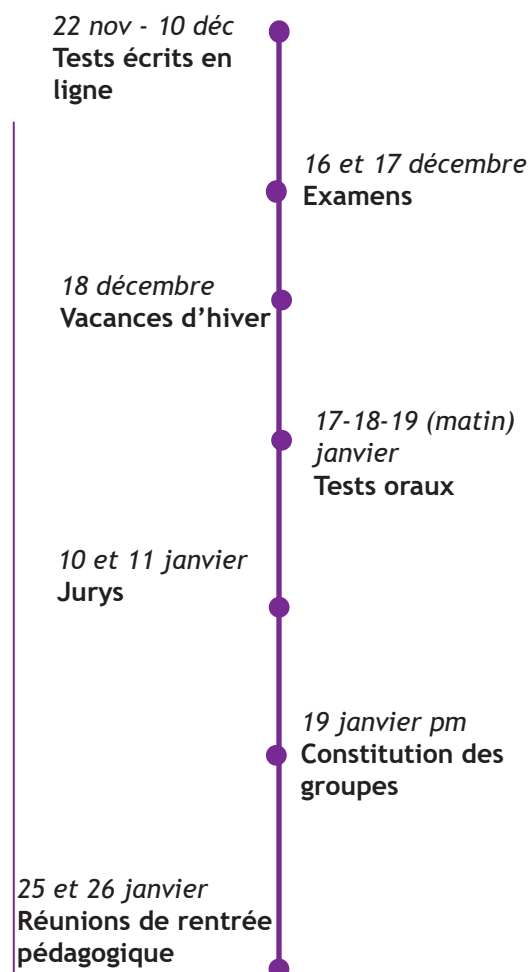 22 nov - 10 déc
Tests écrits en
ligne
16 et 17 décembre
Examens
18 décembre
Vacances d’hiver
17-18-19 (matin)
janvier
Tests oraux
10 et 11 janvier
Jurys
19 janvier pm
Constitution des
groupes
25 et 26 janvier
Réunions de rentrée
pédagogique